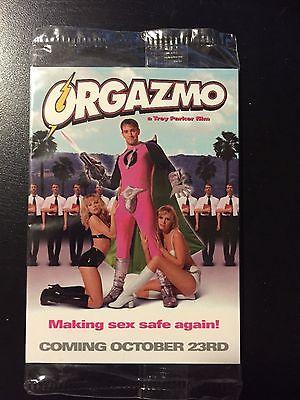 ORGAZMO
a Trey Parker film
Making sex safe again!
COMING OCTOBER 23RD